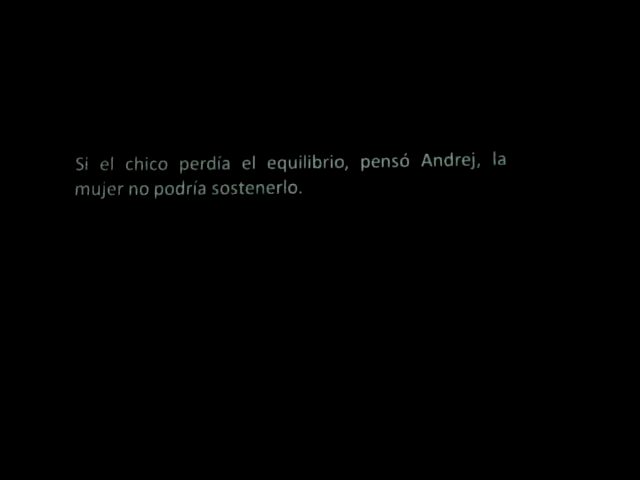 Si el chico perdía el equilibrio, pensó Andrej, la
mujer no podría sostenerlo.